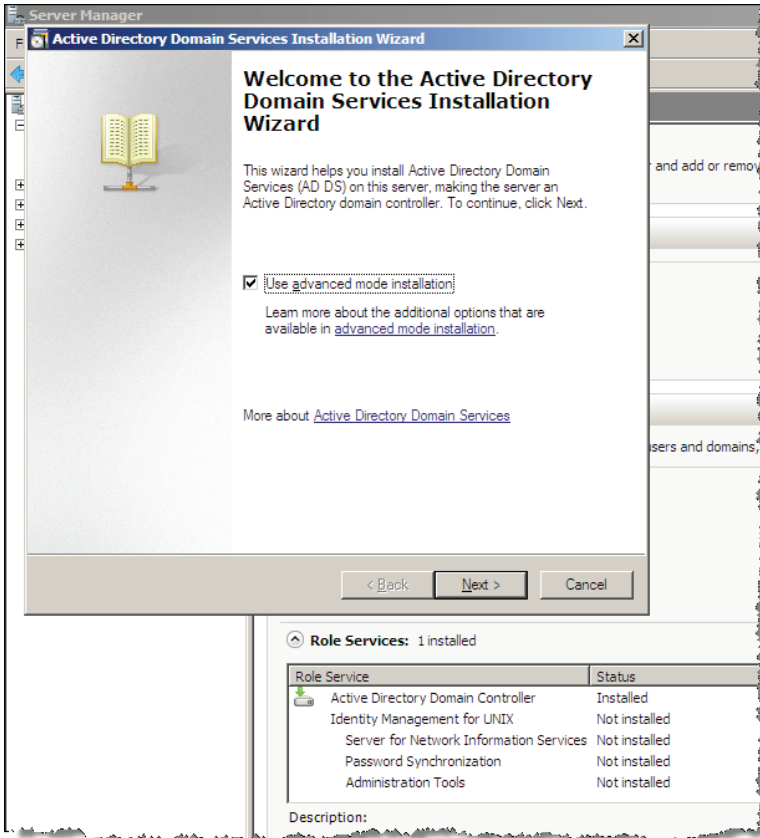 Server Manager
F
Active Directory Domain Services Installation Wizard
Welcome to the Active Directory
Domain Services Installation
Wizard
This wizard helps you install Active Directory Domain
Services (AD DS) on this server, making the server an
Active Directory domain controller. To continue, click Next.
and add or remov
Use advanced mode installation
Learn more about the additional options that are
available in advanced mode installation.
More about Active Directory Domain Services
users and domains,
< Back
Next >
Cancel
Role Services: 1 installed
Role Service Status
Active Directory Domain Controller Installed
Identity Management for UNIX Not installed
Server for Network Information Services Not installed
Password Synchronization Not installed
Administration Tools Not installed
Description: